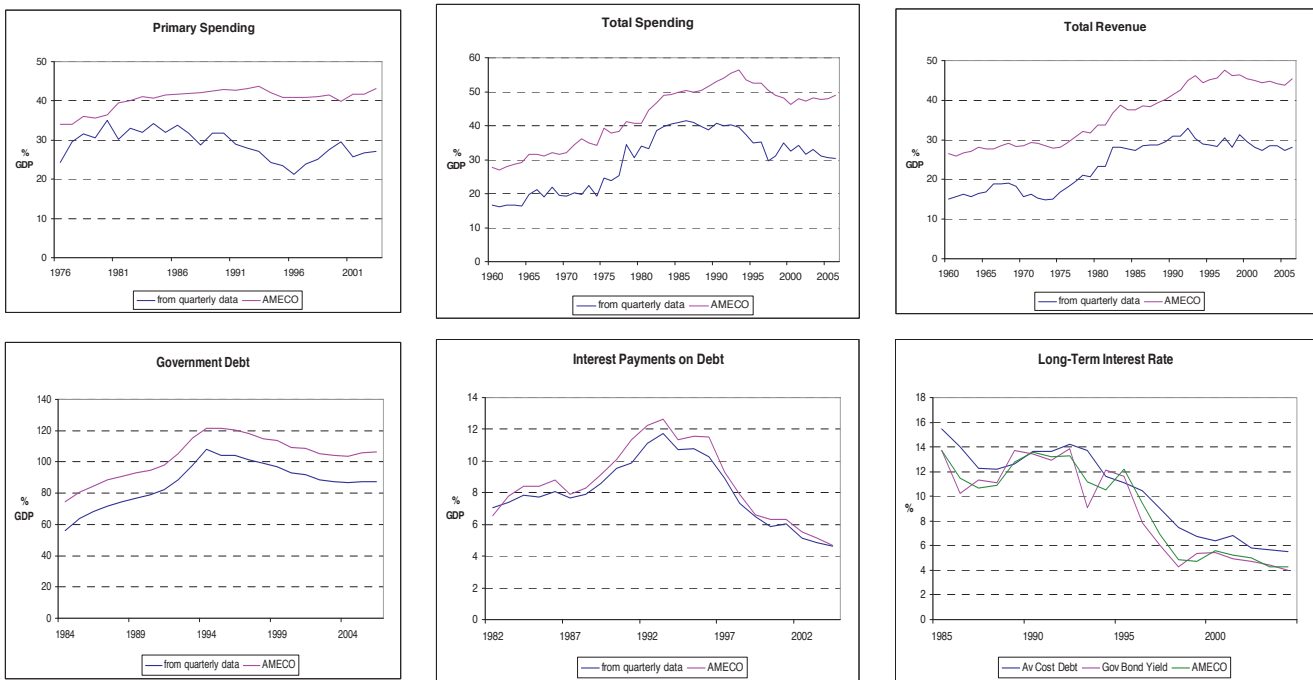 Primary Spending
50
40
30
%
GDP
20
10
0
1976 1981 1986 1991 1996 2001
from quarterly data AMECO
Total Spending
60
50
40
%
GDP
30
20
10
0
1960 1965 1970 1975 1980 1985 1990 1995 2000 2005
from quarterly data AMECO
Total Revenue
50
40
30
%
GDP
20
10
0
1960 1965 1970 1975 1980 1985 1990 1995 2000 2005
from quarterly data AMECO
Government Debt
140
120
100
80
%
GDP
60
40
20
0
1984 1989 1994 1999 2004
from quarterly data AMECO
Interest Payments on Debt
14
12
10
8
%
GDP
6
4
2
0
1982 1987 1992 1997 2002
from quarterly data AMECO
Long-Term Interest Rate
18
16
14
12
10
%
8
6
4
2
0
1985 1990 1995 2000
Av Cost Debt Gov Bond Yield AMECO